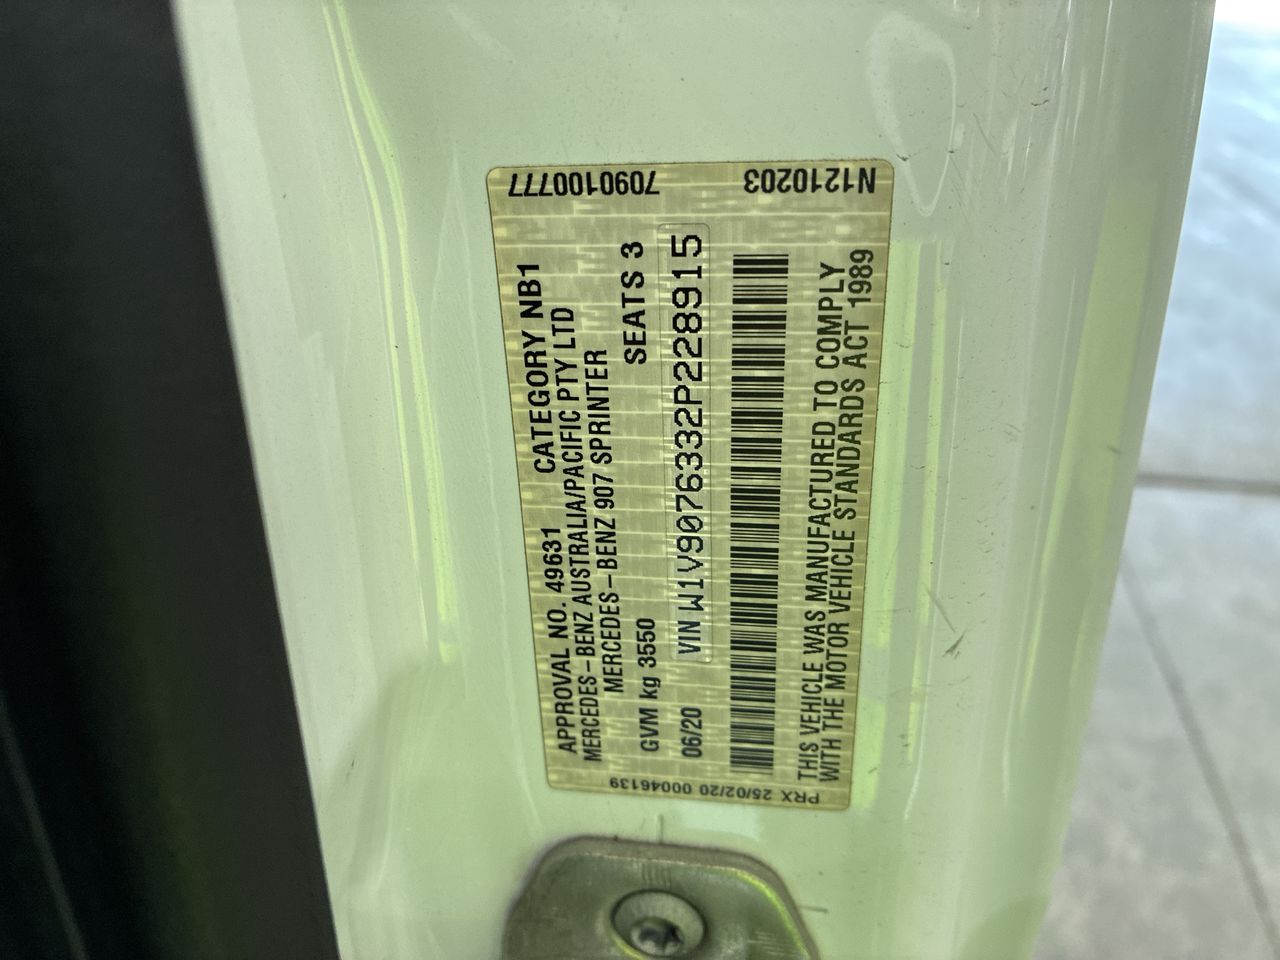 APPROVAL NO. 49631 CATEGORY NB1
MERCEDES-BENZ AUSTRALIA/PACIFIC PTY LTD
MERCEDES-BENZ 907 SPRINTER
GVM kg 3550 SEATS 3
06/20 VIN W1V9076332P228915
THIS VEHICLE WAS MANUFACTURED TO COMPLY
WITH THE MOTOR VEHICLE STANDARDS ACT 1989
7090100777
N1210203
PRX 25/02/20 00046139